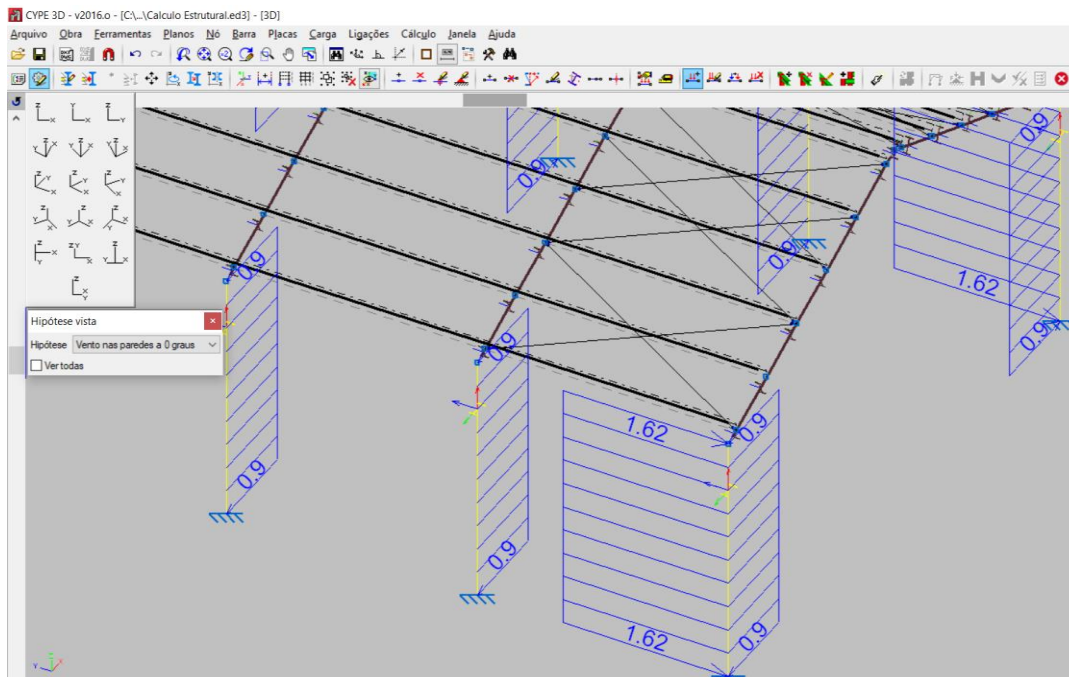 CYPE 3D - v2016.o - [C:\...\Calculo Estrutural.ed3] - [3D]
Arquivo Obra Ferramentas Planos Nó Barra Placas Carga Ligações Cálculo Janela Ajuda
Hipótese vista
Hipótese Vento nas paredes a 0 graus
Ver todas
0.9
0.9
0.9
1.62
0.9
0.9
0.9
1.62
0.9
0.9
0.9
1.62
0.9